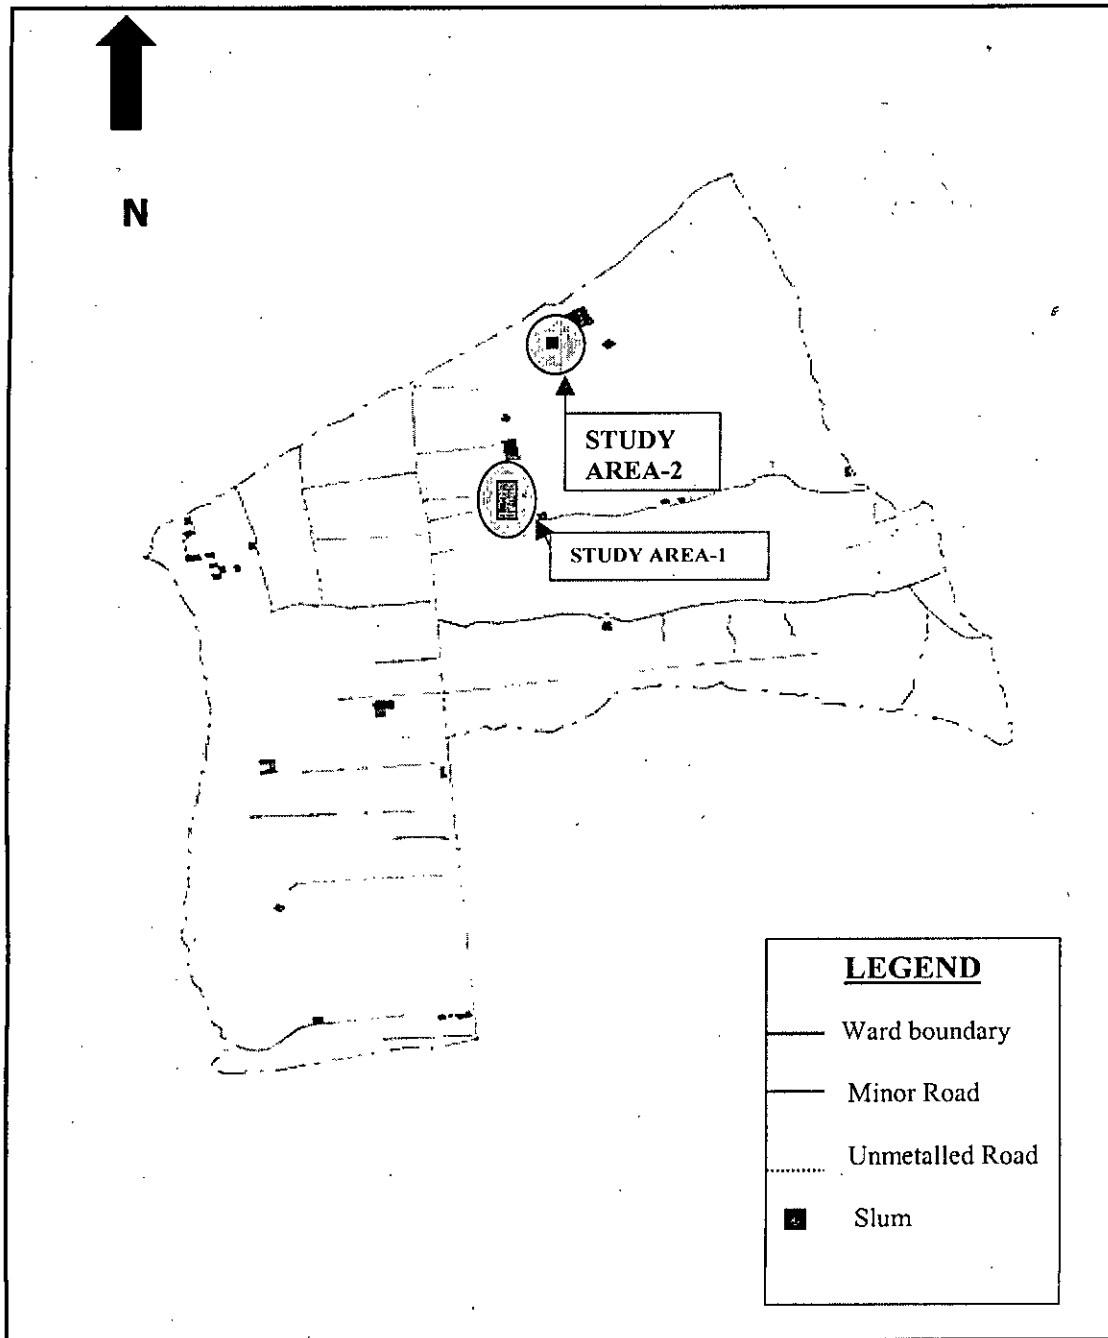 N
STUDY
AREA-2
STUDY AREA-1
LEGEND
Ward boundary
Minor Road
Unmetalled Road
Slum